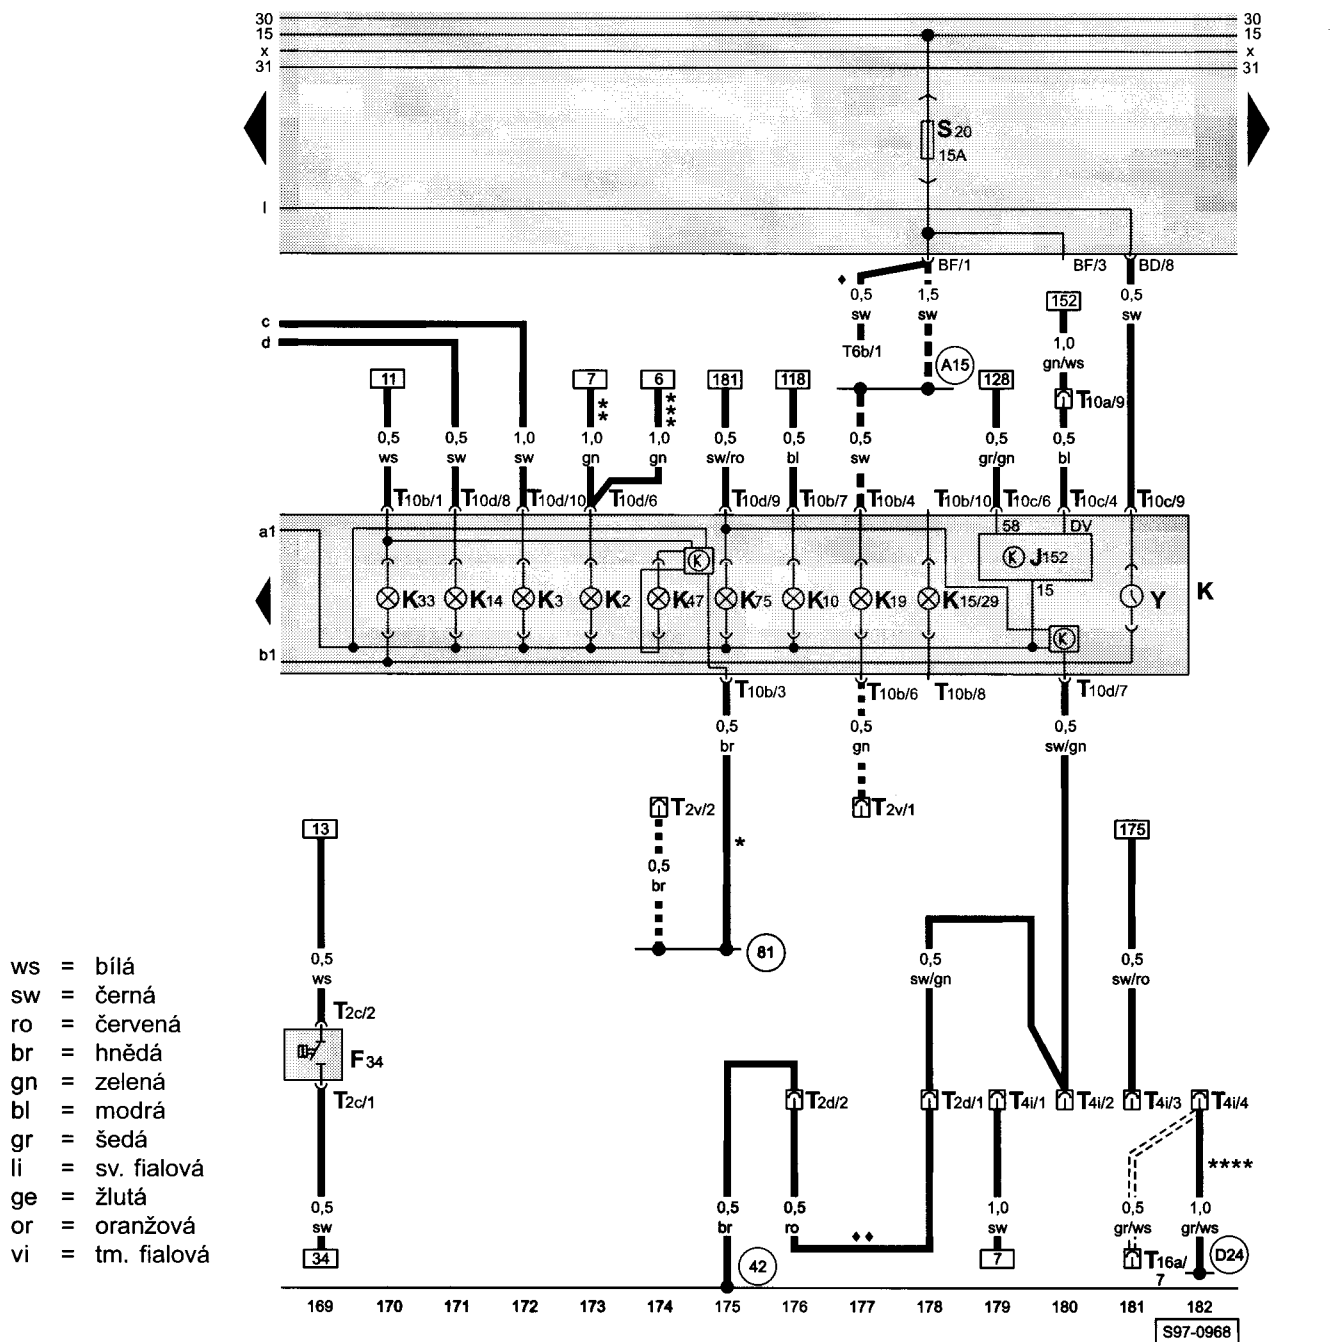 30 30
15 15
x x
31 31
S20
15A
I
BF/1 BF/3 BD/8
♦ 0,5 1,5 152 0,5
sw sw sw
c
d
T6b/1 1,0
gn/ws
A15
11 7 6 181 118 128
** *** T10a/9
0,5 0,5 1,0 1,0 1,0 0,5 0,5 0,5 0,5 0,5
ws sw sw gn gn sw/ro bl sw gr/gn bl
T10b/1 T10d/8 T10d/10 T10d/6 T10d/9 T10b/7 T10b/4 T10b/10 T10c/6 T10c/4 T10c/9
a1 58 DV
K K J152
15
K33 K14 K3 K2 K47 K75 K10 K19 K15/29 Y K
K
b1
T10b/3 T10b/6 T10b/8 T10d/7
0,5 0,5 0,5
br gn sw/gn
T2v/2 T2v/1
13 175
*
0,5
br
81
0,5 0,5 0,5
ws sw/gn sw/ro
T2c/2
F34
T2c/1
T2d/2 T2d/1 T4i/1 T4i/2 T4i/3 T4i/4
****
0,5 0,5 0,5 1,0 0,5 1,0
sw br ro sw gr/ws gr/ws
♦♦
34 42 7 T16a/7 D24
169 170 171 172 173 174 175 176 177 178 179 180 181 182
S97-0968
ws = bílá
sw = černá
ro = červená
br = hnědá
gn = zelená
bl = modrá
gr = šedá
li = sv. fialová
ge = žlutá
or = oranžová
vi = tm. fialová